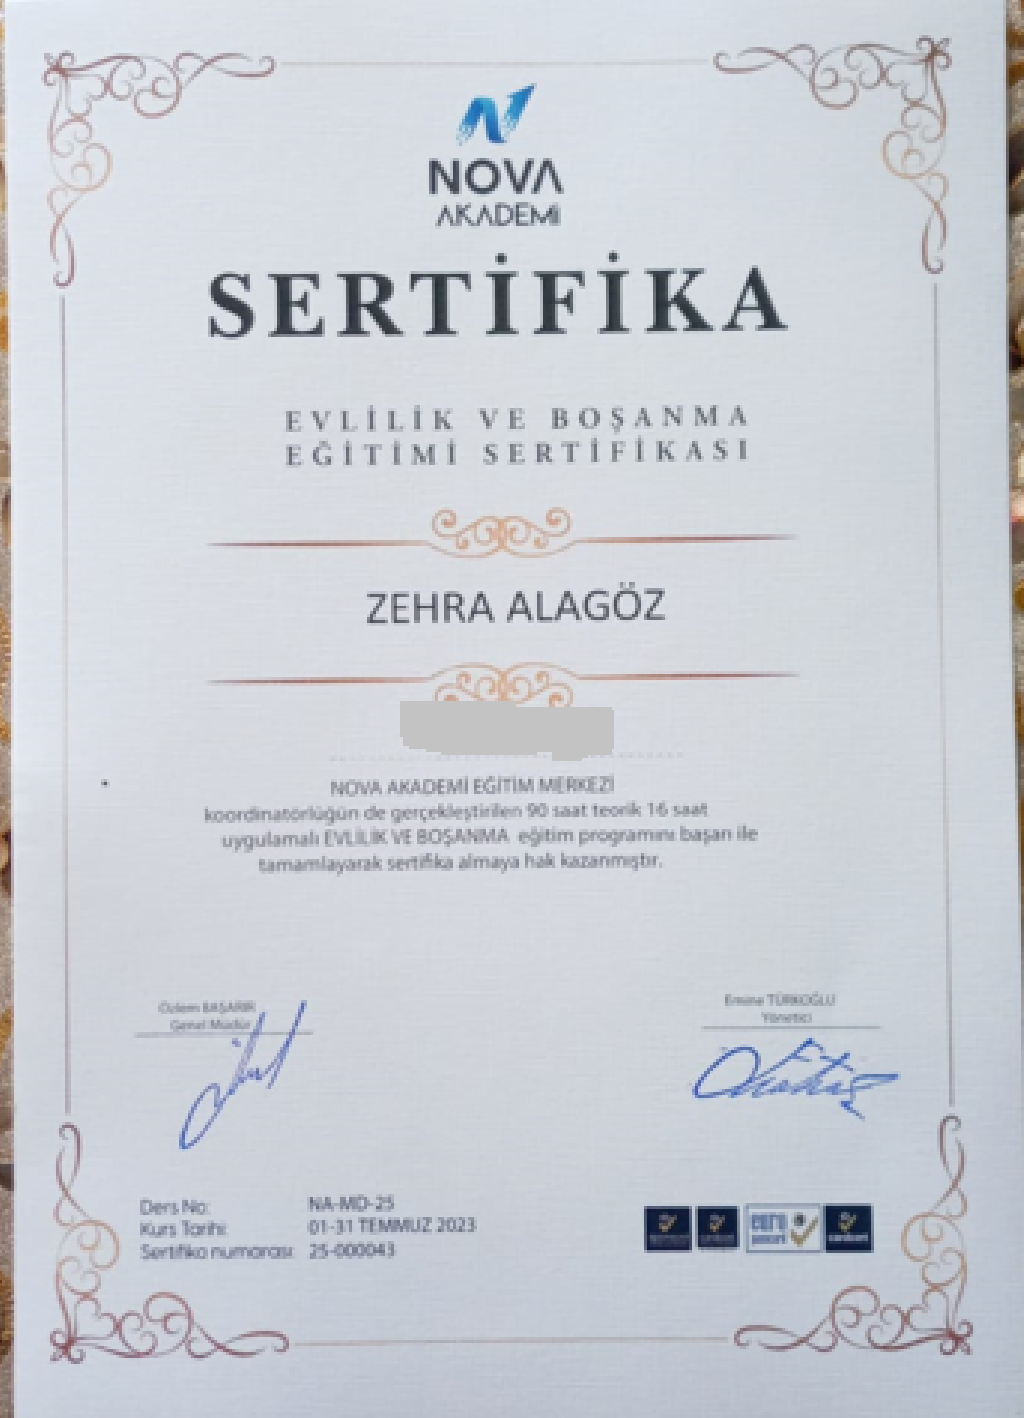 NOVA
AKADEMİ
SERTİFİKA
EVLİLİK VE BOŞANMA
EĞİTİMİ SERTİFİKASI
ZEHRA ALAGÖZ
NOVA AKADEMİ EĞİTİM MERKEZİ
koordinatörlüğün de gerçekleştirilen 90 saat teorik 16 saat
uygulamalı EVLİLİK VE BOŞANMA eğitim programını başarı ile
tamamlayarak sertifika almaya hak kazanmıştır.
Özlem BAŞARIR
Genel Müdür
Emine TÜRKOĞLU
Yönetici
Ders No: NA-MD-25
Kurs Tarihi: 01-31 TEMMUZ 2023
Sertifika numarası: 25-000043
euro